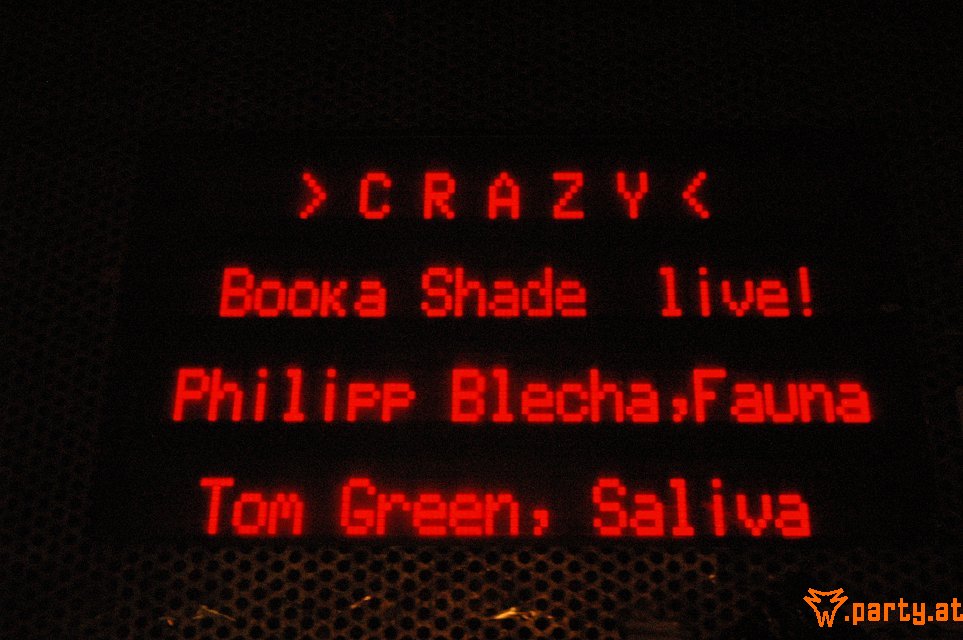 >CRAZY<
Booka Shade live!
Philipp Blecha,Fauna
Tom Green, Saliva
.party.at